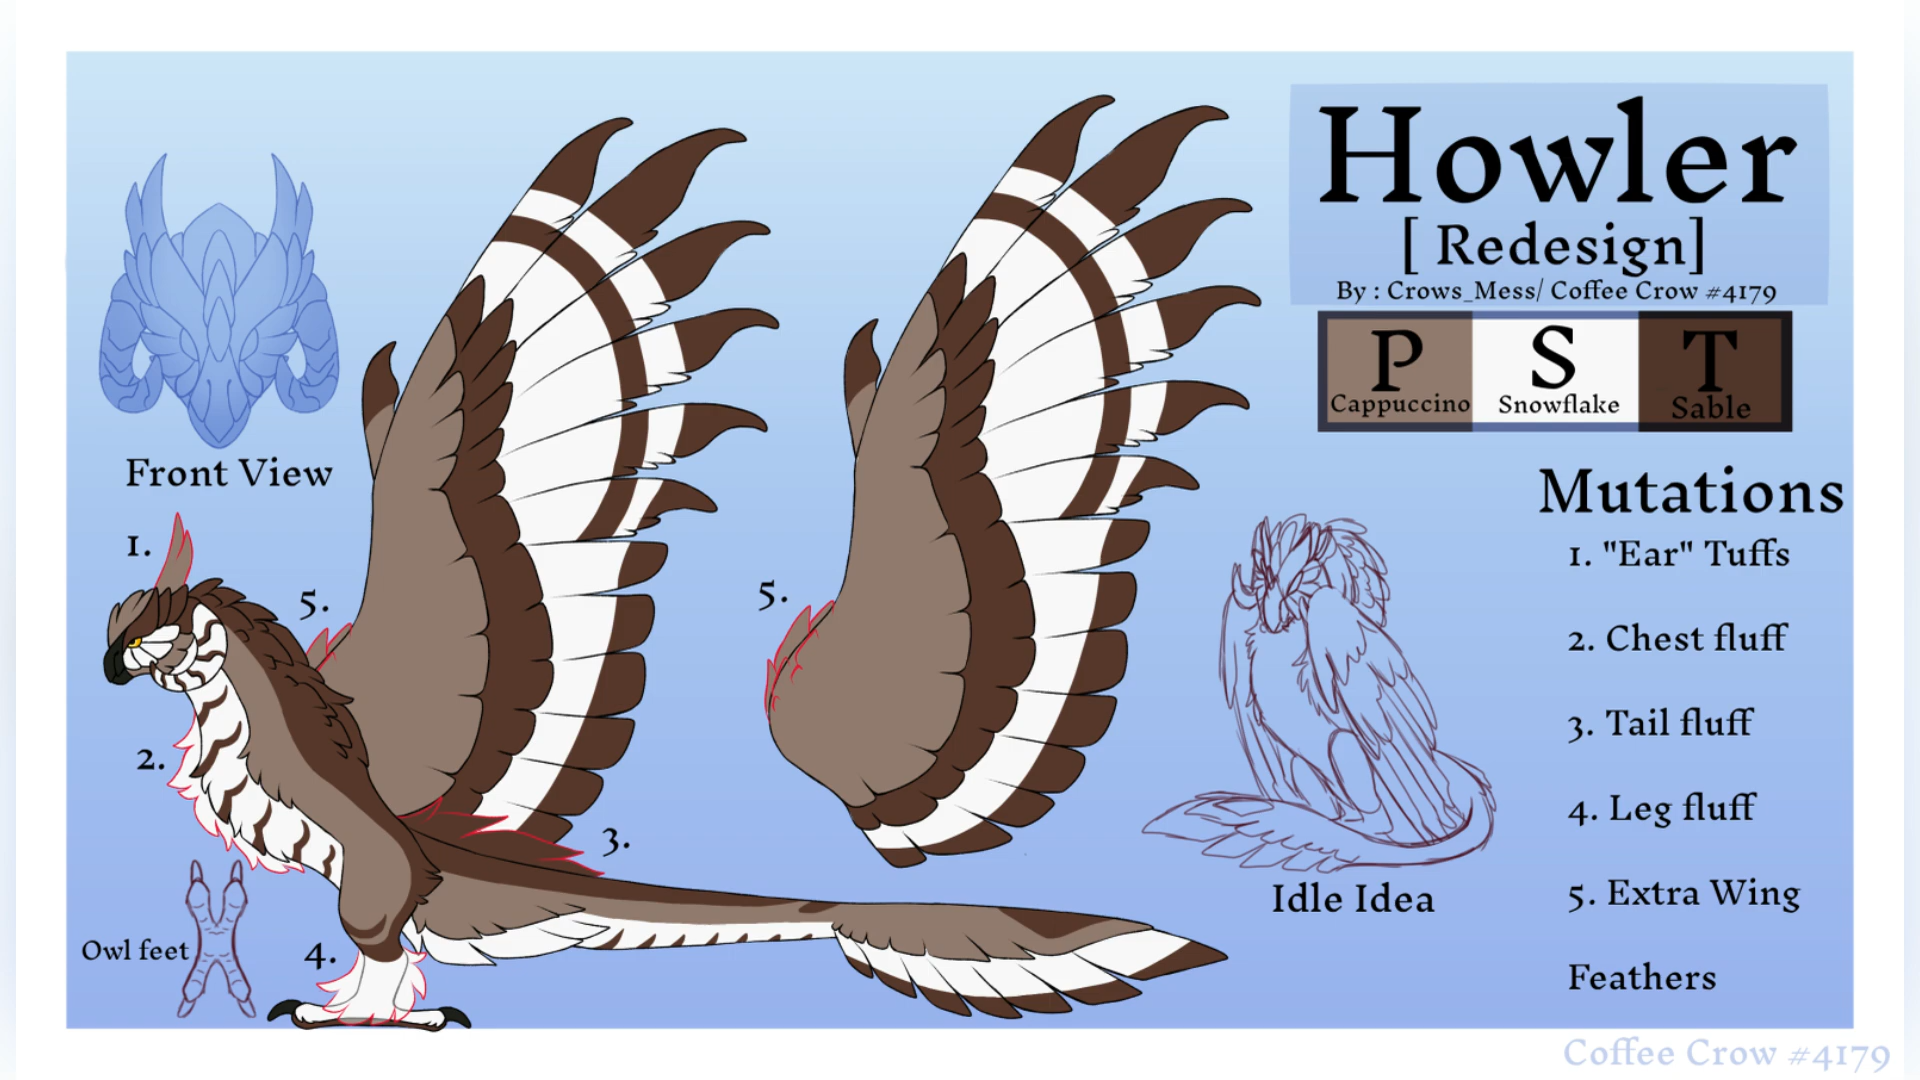 Howler
[ Redesign]
By : Crows_Mess/ Coffee Crow #4179
P S T
Cappuccino Snowflake Sable
Front View
1.
5.
2.
3.
4.
5.
Owl feet
Idle Idea
Mutations
1. "Ear" Tuffs
2. Chest fluff
3. Tail fluff
4. Leg fluff
5. Extra Wing
Feathers
Coffee Crow #4179